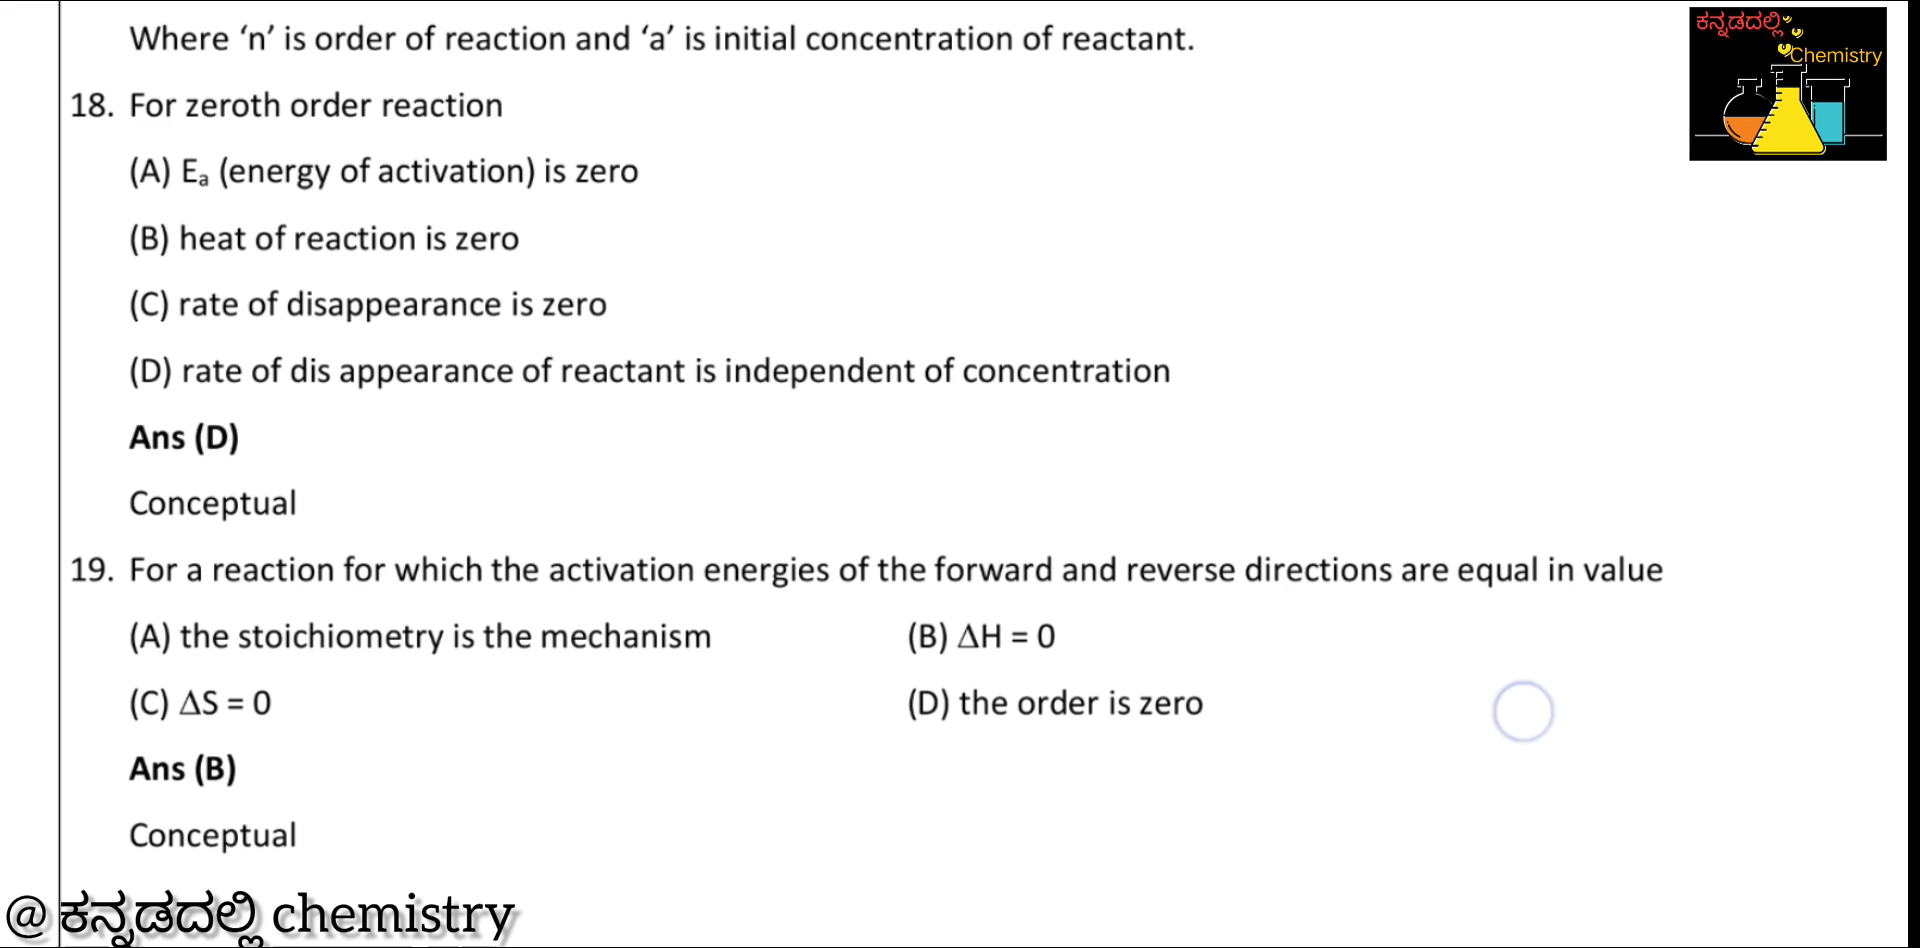 Where ‘n’ is order of reaction and ‘a’ is initial concentration of reactant.
ಕನ್ನಡದಲ್ಲಿ
Chemistry
18. For zeroth order reaction
(A) Eₐ (energy of activation) is zero
(B) heat of reaction is zero
(C) rate of disappearance is zero
(D) rate of dis appearance of reactant is independent of concentration
Ans (D)
Conceptual
19. For a reaction for which the activation energies of the forward and reverse directions are equal in value
(A) the stoichiometry is the mechanism (B) ΔH = 0
(C) ΔS = 0 (D) the order is zero
Ans (B)
Conceptual
@ಕನ್ನಡದಲ್ಲಿ chemistry